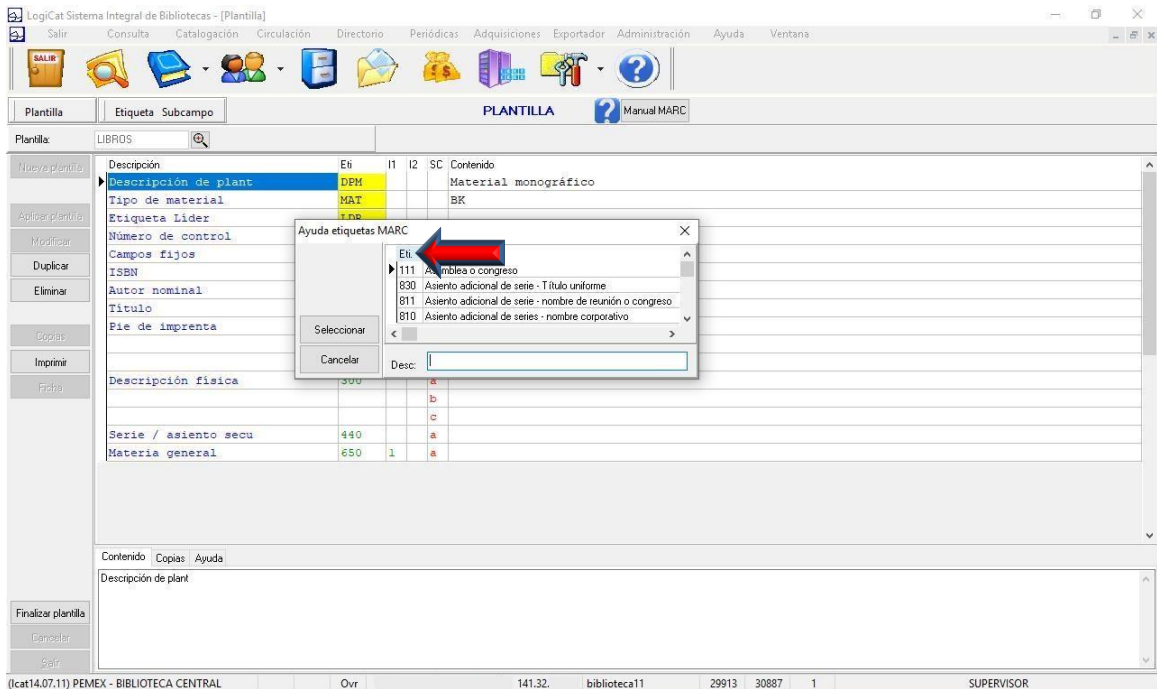 LogiCat Sistema Integral de Bibliotecas - [Plantilla]
Salir Consulta Catalogación Circulación Directorio Periódicas Adquisiciones Exportador Administración Ayuda Ventana
SALIR
Plantilla Etiqueta Subcampo PLANTILLA Manual MARC
Plantilla: LIBROS
Nueva plantilla
Aplicar plantilla
Modificar
Duplicar
Eliminar
Copias
Imprimir
Ficha
Descripción Eti I1 I2 SC Contenido
Descripción de plant DPM Material monográfico
Tipo de material MAT BK
Etiqueta Líder LDR
Número de control
Campos fijos
ISBN
Autor nominal
Título
Pie de imprenta
Descripción física 300 a
b
c
Serie / asiento secu 440 a
Materia general 650 1 a
Ayuda etiquetas MARC
Eti.
111 Asamblea o congreso
830 Asiento adicional de serie - Título uniforme
811 Asiento adicional de serie - nombre de reunión o congreso
810 Asiento adicional de series - nombre corporativo
Seleccionar
Cancelar
Desc:
Contenido Copias Ayuda
Descripción de plant
Finalizar plantilla
Cancelar
Salir
(lcat14.07.11) PEMEX - BIBLIOTECA CENTRAL Ovr 141.32. biblioteca11 29913 30887 1 SUPERVISOR